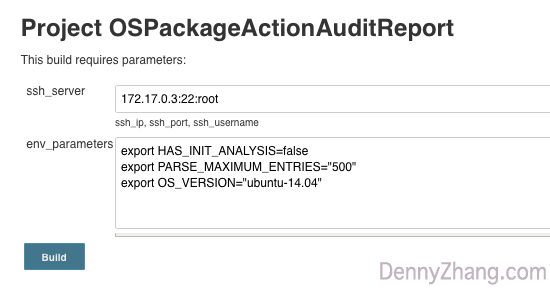 Project OSPackageActionAuditReport
This build requires parameters:
ssh_server
172.17.0.3:22:root
ssh_ip, ssh_port, ssh_username
env_parameters
export HAS_INIT_ANALYSIS=false
export PARSE_MAXIMUM_ENTRIES="500"
export OS_VERSION="ubuntu-14.04"
Build
DennyZhang.com